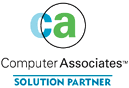 ca
Computer Associates™
SOLUTION PARTNER